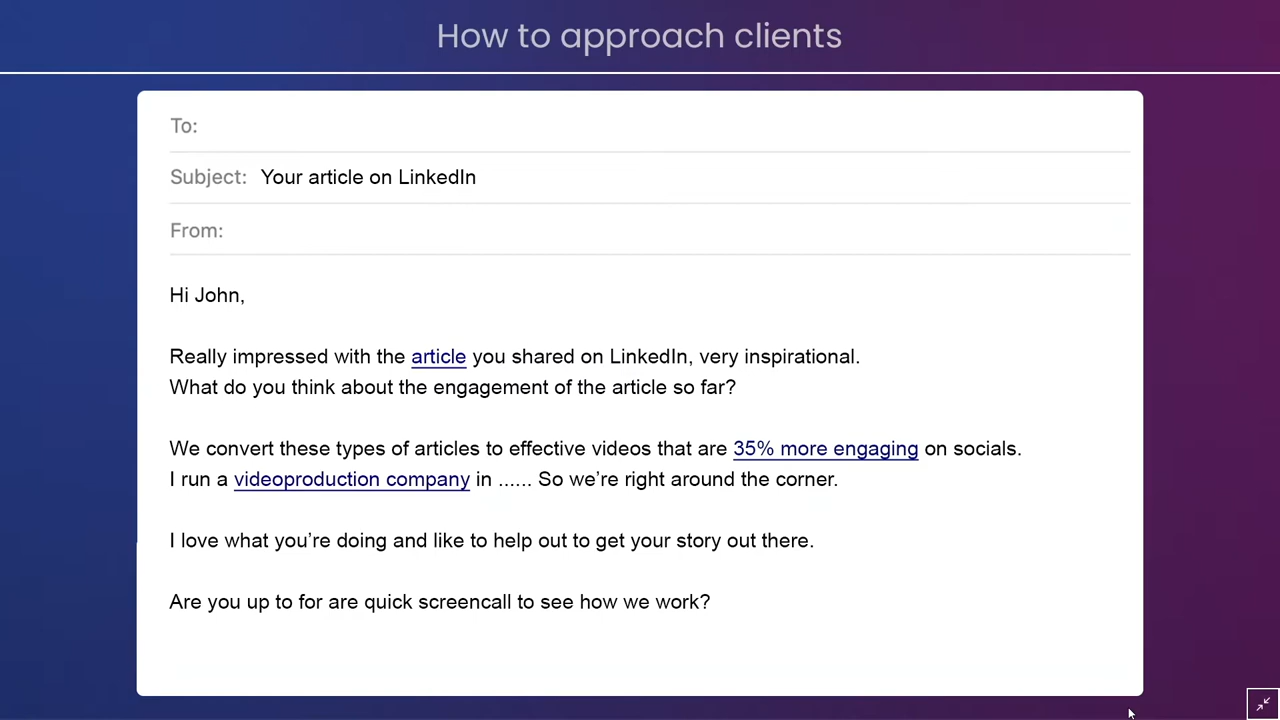 How to approach clients
To:
Subject: Your article on LinkedIn
From:
Hi John,
Really impressed with the article you shared on LinkedIn, very inspirational.
What do you think about the engagement of the article so far?
We convert these types of articles to effective videos that are 35% more engaging on socials.
I run a videoproduction company in ...... So we’re right around the corner.
I love what you’re doing and like to help out to get your story out there.
Are you up to for are quick screencall to see how we work?